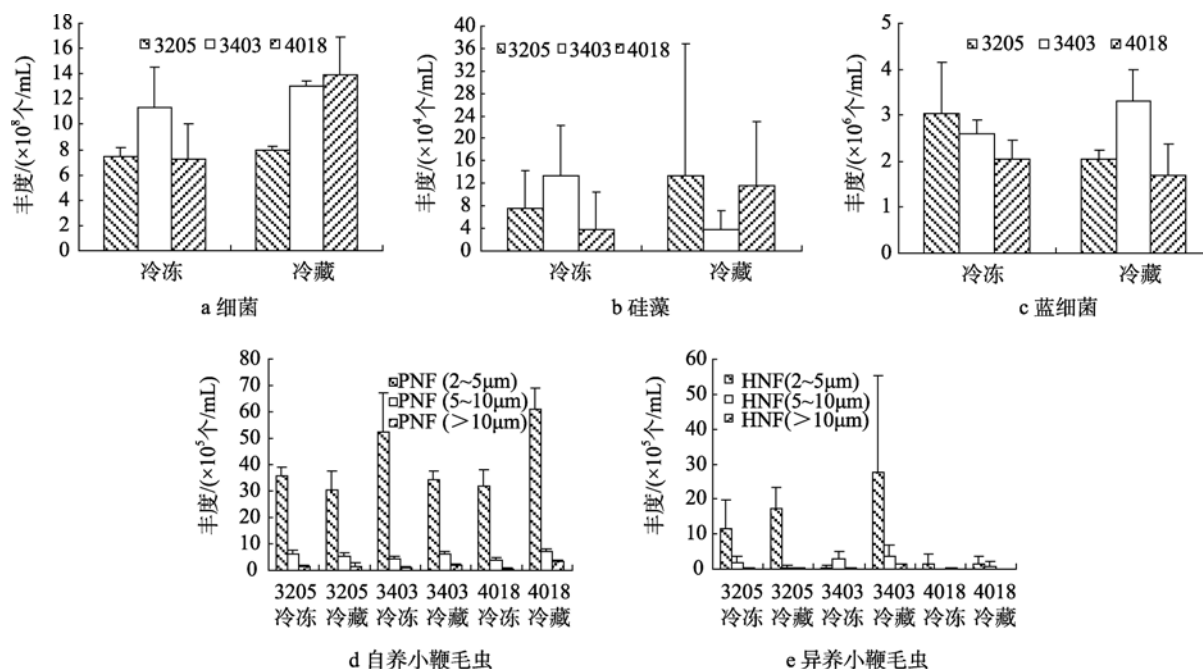 18
16
14
12
10
8
6
4
2
0
丰度/(×10⁸个/mL)
3205 3403 4018
冷冻 冷藏
a 细菌
40
36
32
28
24
20
16
12
8
4
0
丰度/(×10⁴个/mL)
3205 3403 4018
冷冻 冷藏
b 硅藻
5
4
3
2
1
0
丰度/(×10⁶个/mL)
3205 3403 4018
冷冻 冷藏
c 蓝细菌
80
70
60
50
40
30
20
10
0
丰度/(×10⁵个/mL)
PNF (2~5μm)
PNF (5~10μm)
PNF (＞10μm)
3205 3205 3403 3403 4018 4018
冷冻 冷藏 冷冻 冷藏 冷冻 冷藏
d 自养小鞭毛虫
60
50
40
30
20
10
0
丰度/(×10⁵个/mL)
HNF(2~5μm)
HNF(5~10μm)
HNF(＞10μm)
3205 3205 3403 3403 4018 4018
冷冻 冷藏 冷冻 冷藏 冷冻 冷藏
e 异养小鞭毛虫